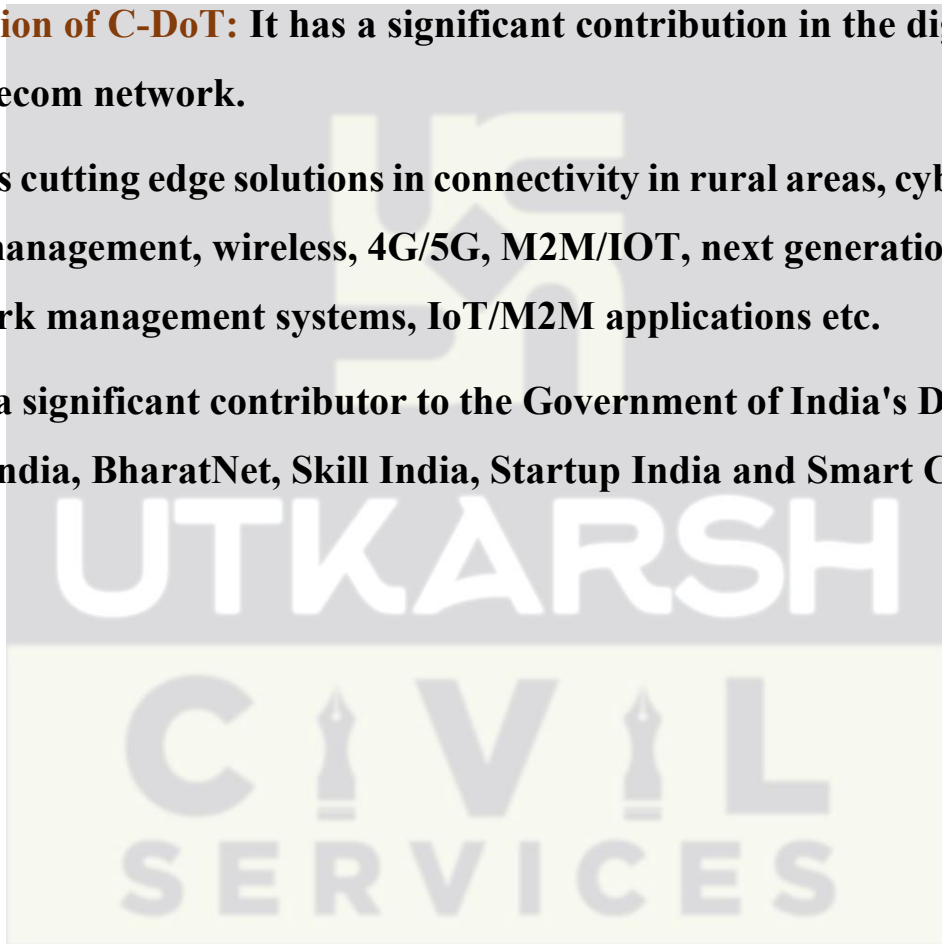 ion of C-DoT: It has a significant contribution in the dig
ecom network.
s cutting edge solutions in connectivity in rural areas, cyb
nanagement, wireless, 4G/5G, M2M/IOT, next generatio
rk management systems, IoT/M2M applications etc.
a significant contributor to the Government of India's D
ndia, BharatNet, Skill India, Startup India and Smart C
UTKARSH
CIVIL
SERVICES